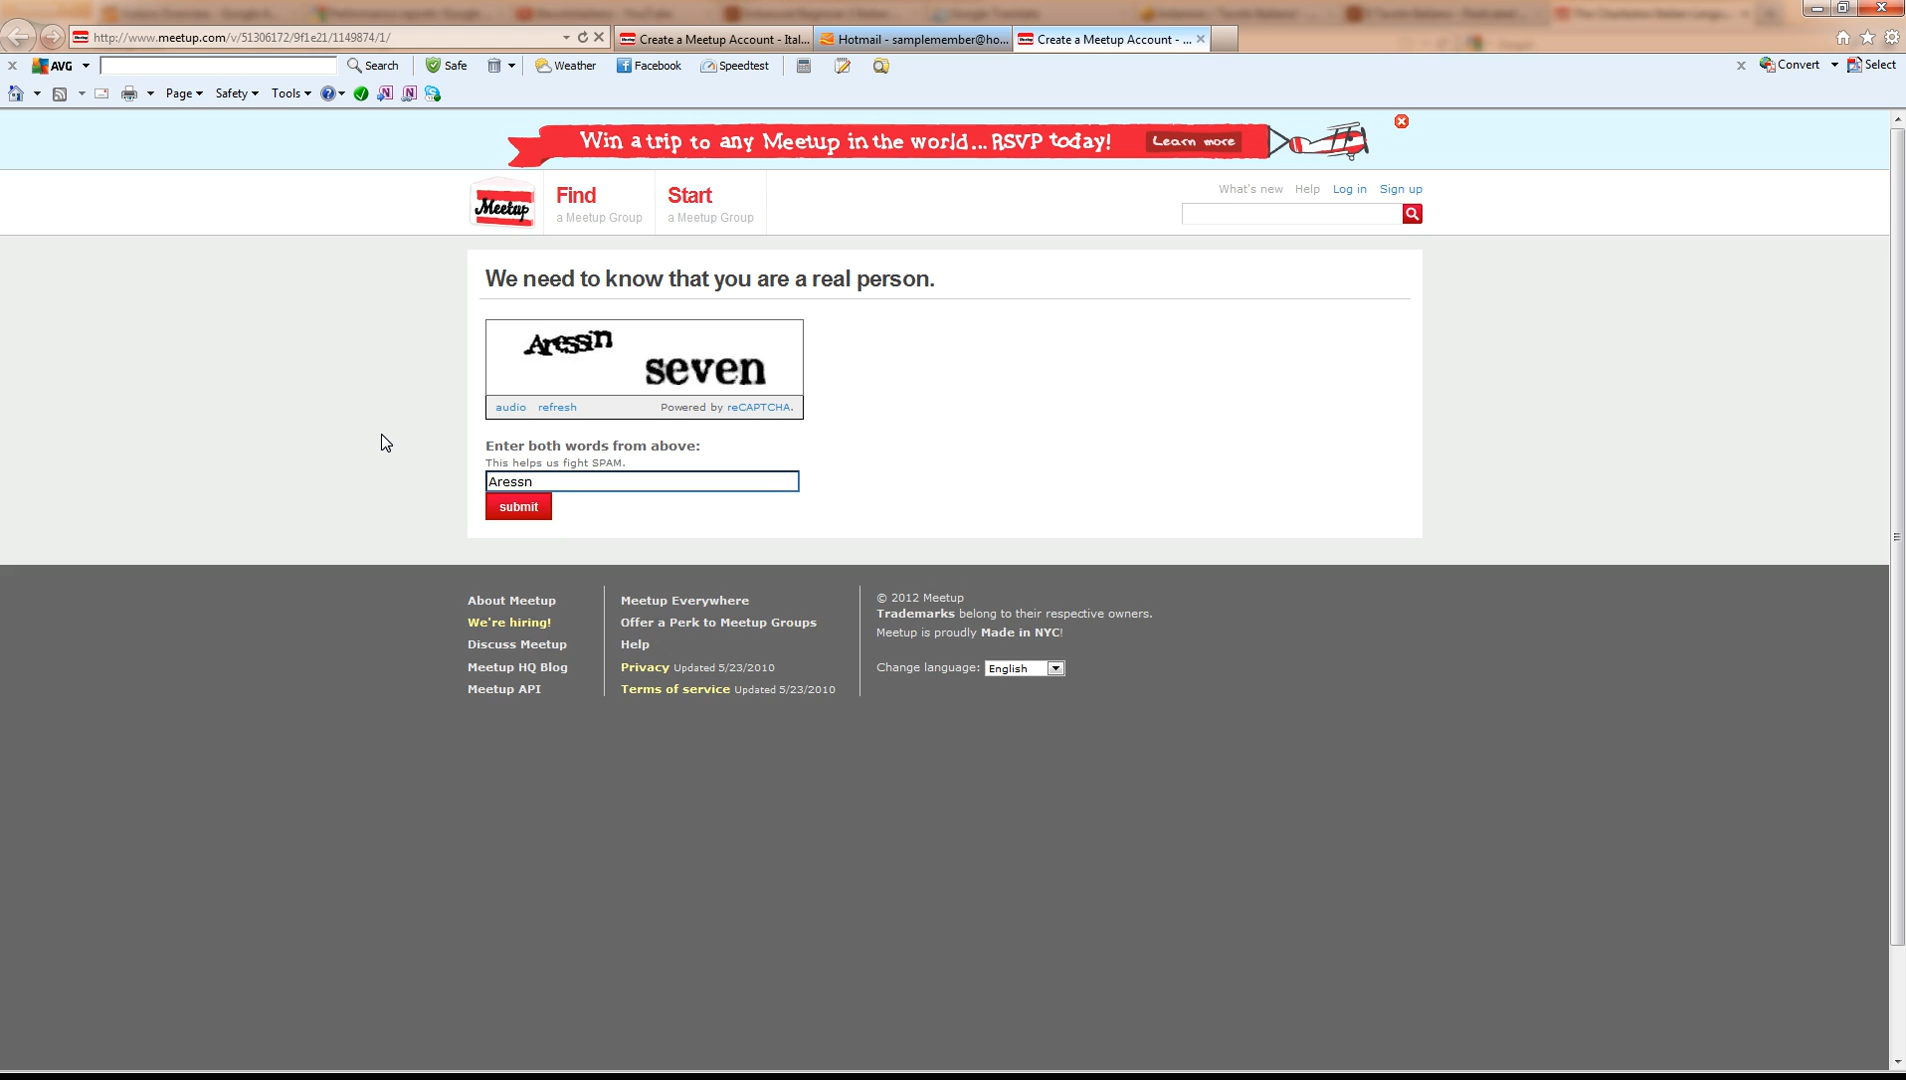 http://www.meetup.com/v/51306172/9f1e21/1149874/1/
Create a Meetup Account - Ital...
Hotmail - samplemember@ho...
Create a Meetup Account - ...
AVG
Search
Safe
Weather
Facebook
Speedtest
Convert
Select
Page
Safety
Tools
Win a trip to any Meetup in the world... RSVP today!
Learn more
Meetup
Find
a Meetup Group
Start
a Meetup Group
What's new
Help
Log in
Sign up
We need to know that you are a real person.
Aressin
seven
audio
refresh
Powered by reCAPTCHA.
Enter both words from above:
This helps us fight SPAM.
Aressn
submit
About Meetup
We're hiring!
Discuss Meetup
Meetup HQ Blog
Meetup API
Meetup Everywhere
Offer a Perk to Meetup Groups
Help
Privacy Updated 5/23/2010
Terms of service Updated 5/23/2010
© 2012 Meetup
Trademarks belong to their respective owners.
Meetup is proudly Made in NYC!
Change language: English